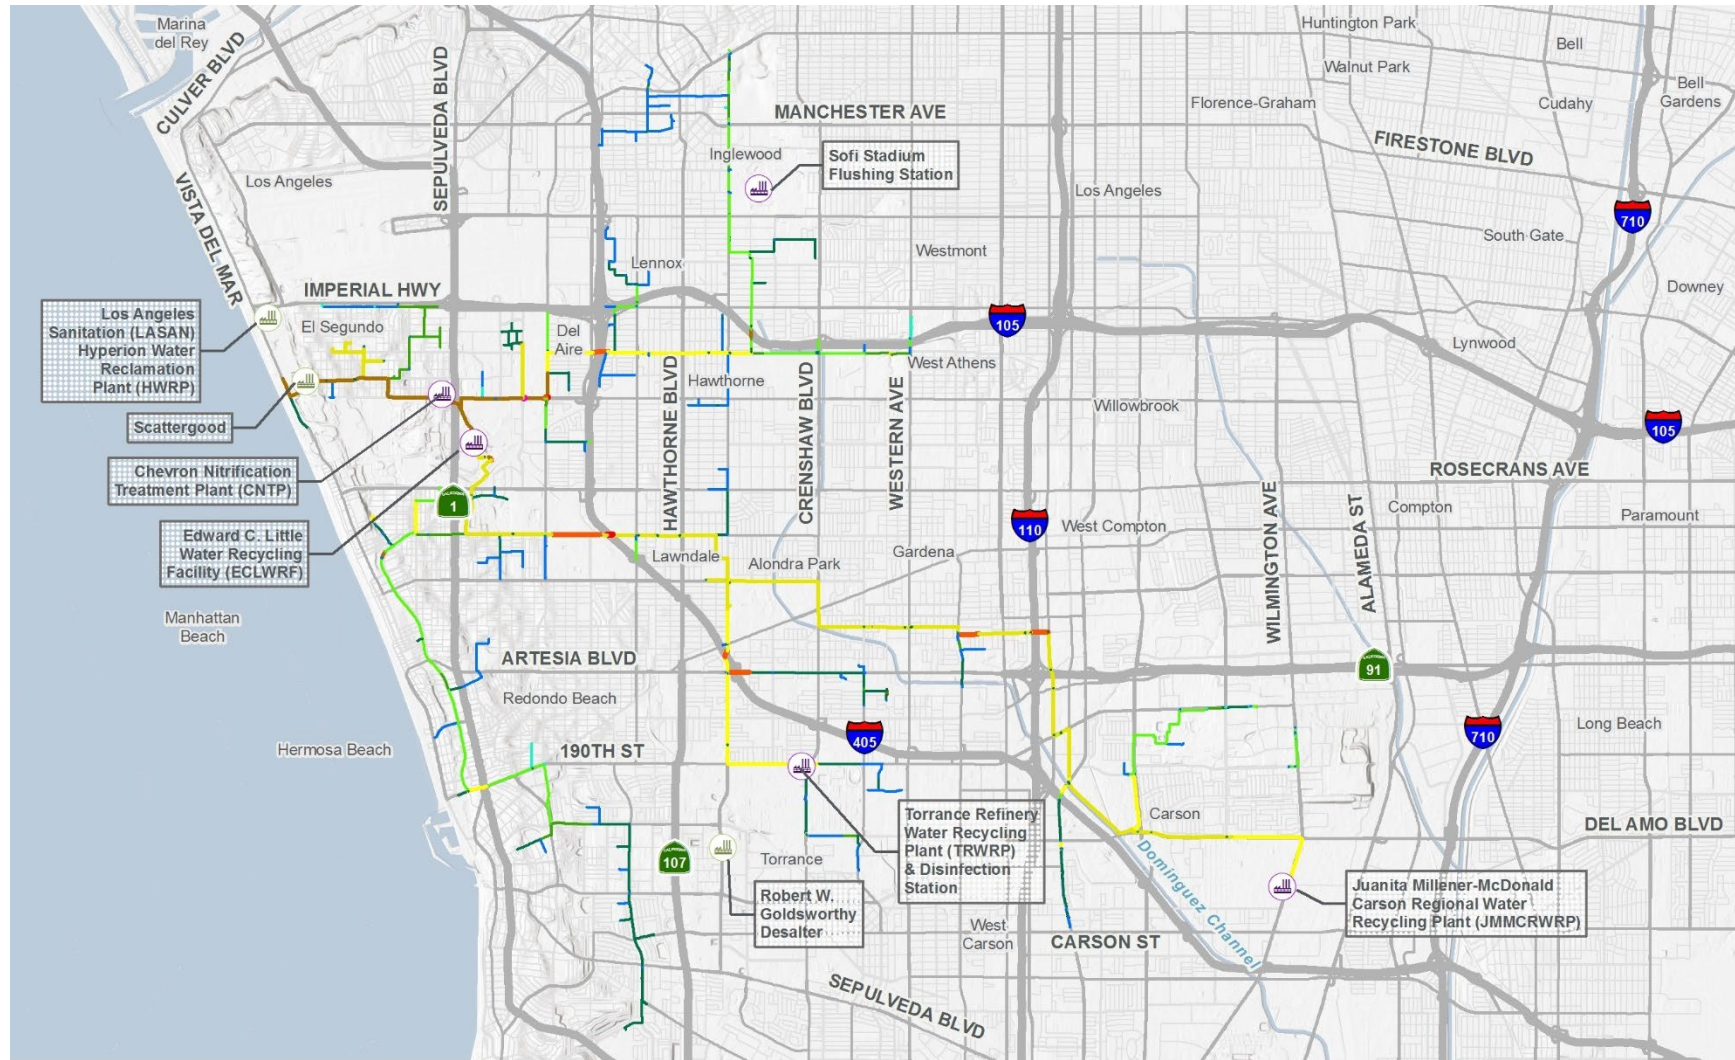 Marina
del Rey
CULVER BLVD
SEPULVEDA BLVD
Huntington Park
Bell
Walnut Park
Bell
Gardens
Florence-Graham
Cudahy
MANCHESTER AVE
FIRESTONE BLVD
Inglewood
Sofi Stadium
Flushing Station
Los Angeles
VISTA DEL MAR
Los Angeles
710
South Gate
Westmont
Lennox
Downey
IMPERIAL HWY
Los Angeles
Sanitation (LASAN)
Hyperion Water
Reclamation
Plant (HWRP)
El Segundo
Del
Aire
105
Lynwood
West Athens
Hawthorne
Willowbrook
Scattergood
HAWTHORNE BLVD
CRENSHAW BLVD
WESTERN AVE
105
Chevron Nitrification
Treatment Plant (CNTP)
ROSECRANS AVE
CALIFORNIA
1
WILMINGTON AVE
ALAMEDA ST
Compton
Paramount
110
West Compton
Edward C. Little
Water Recycling
Facility (ECLWRF)
Lawndale
Alondra Park
Gardena
Manhattan
Beach
ARTESIA BLVD
CALIFORNIA
91
Redondo Beach
Long Beach
Hermosa Beach
190TH ST
405
710
Torrance Refinery
Water Recycling
Plant (TRWRP)
& Disinfection
Station
Carson
DEL AMO BLVD
CALIFORNIA
107
Torrance
Dominguez Channel
Robert W.
Goldsworthy
Desalter
Juanita Millener-McDonald
Carson Regional Water
Recycling Plant (JMMCRWRP)
West
Carson
CARSON ST
SEPULVEDA BLVD